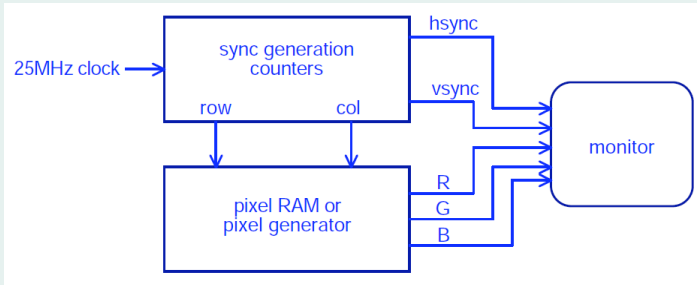 hsync
sync generation
counters
25MHz clock
vsync
row
col
monitor
R
pixel RAM or
G
pixel generator
B